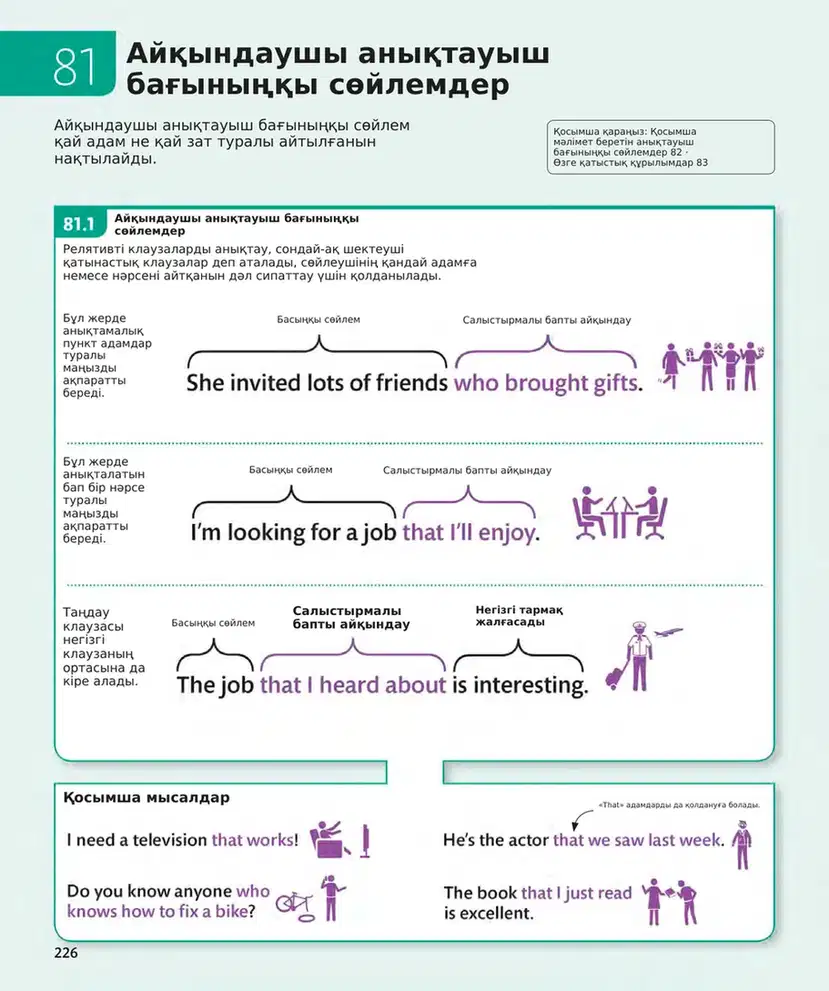 81
Айқындаушы анықтауыш
бағыныңқы сөйлемдер
Айқындаушы анықтауыш бағыныңқы сөйлем
қай адам не қай зат туралы айтылғанын
нақтылайды.
Қосымша қараңыз: Қосымша
мәлімет беретін анықтауыш
бағыныңқы сөйлемдер 82 ·
Өзге қатыстық құрылымдар 83
81.1
Айқындаушы анықтауыш бағыныңқы
сөйлемдер
Релятивті клаузаларды анықтау, сондай-ақ шектеуші
қатынастық клаузалар деп аталады, сөйлеушінің қандай адамға
немесе нәрсені айтқанын дәл сипаттау үшін қолданылады.
Бұл жерде
анықтамалық
пункт адамдар
туралы
маңызды
ақпаратты
береді.
Басыңқы сөйлем
Салыстырмалы бапты айқындау
She invited lots of friends who brought gifts.
Бұл жерде
анықталатын
бап бір нәрсе
туралы
маңызды
ақпаратты
береді.
Басыңқы сөйлем
Салыстырмалы бапты айқындау
I'm looking for a job that I'll enjoy.
Таңдау
клаузасы
негізгі
клаузаның
ортасына да
кіре алады.
Басыңқы сөйлем
Салыстырмалы
бапты айқындау
Негізгі тармақ
жалғасады
The job that I heard about is interesting.
Қосымша мысалдар
I need a television that works!
Do you know anyone who
knows how to fix a bike?
«That» адамдарды да қолдануға болады.
He's the actor that we saw last week.
The book that I just read
is excellent.
226